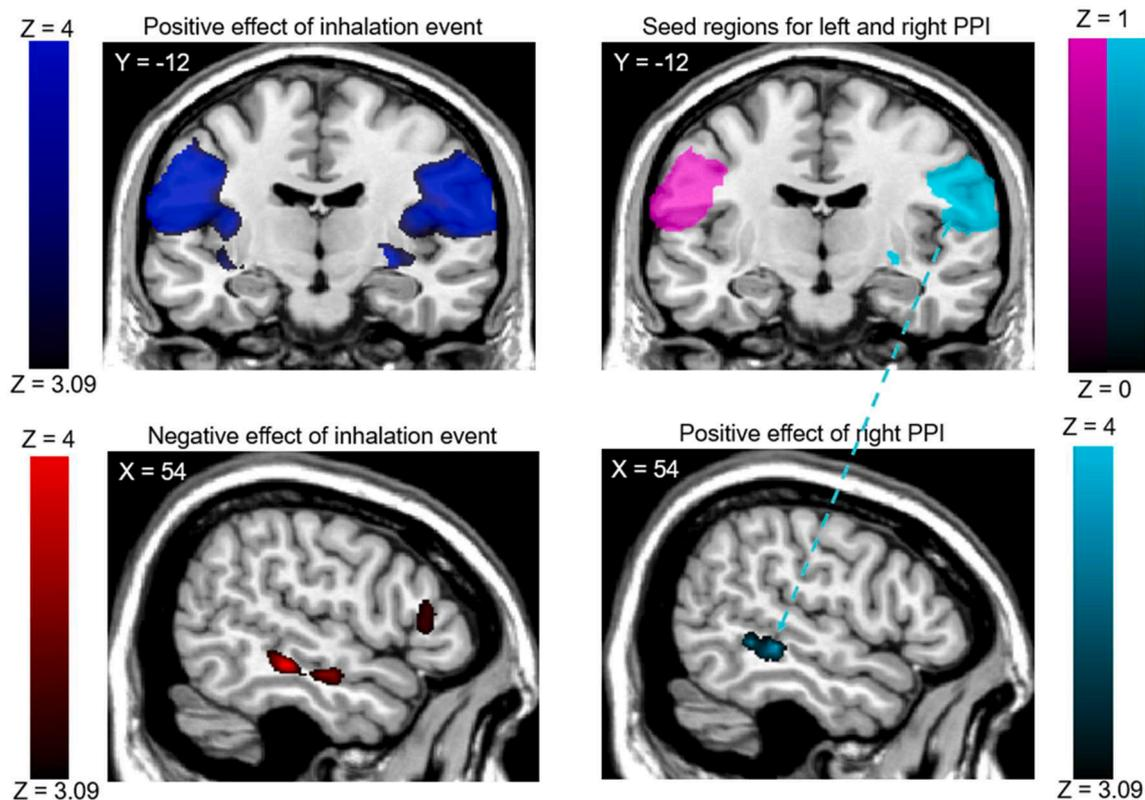 Z = 4
Positive effect of inhalation event
Seed regions for left and right PPI
Z = 1
Y = -12
Y = -12
Z = 3.09
Z = 0
Z = 4
Negative effect of inhalation event
Positive effect of right PPI
Z = 4
X = 54
X = 54
Z = 3.09
Z = 3.09